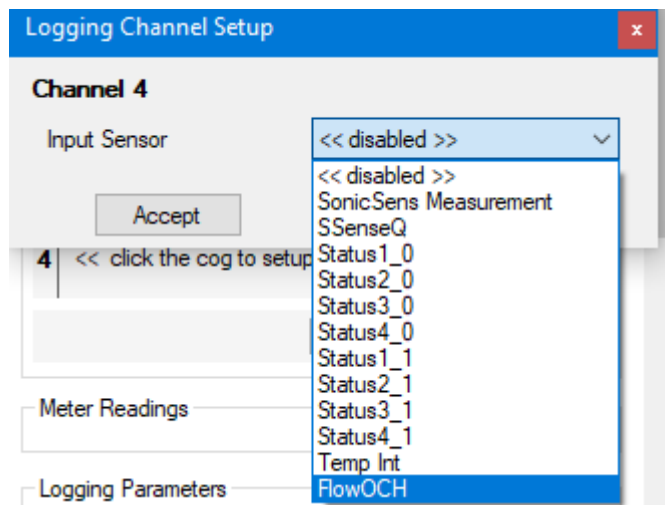 Logging Channel Setup
x
Channel 4
Input Sensor
<< disabled >>
<< disabled >>
SonicSens Measurement
SSenseQ
Status1_0
Status2_0
Status3_0
Status4_0
Status1_1
Status2_1
Status3_1
Status4_1
Temp Int
FlowOCH
Accept
4 << click the cog to setup
Meter Readings
Logging Parameters